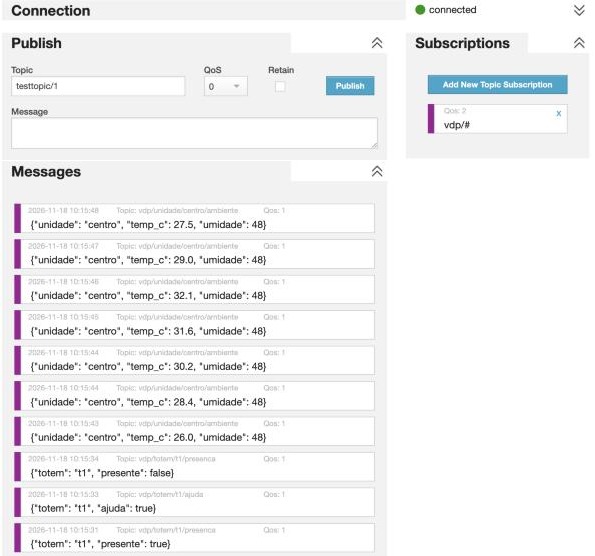 Connection
connected
Publish
Subscriptions
Topic
QoS
Retain
testtopic/1
0
Publish
Add New Topic Subscription
Message
Qos: 2
x
vdp/#
Messages
2026-11-18 10:15:48 Topic: vdp/unidade/centro/ambiente Qos: 1
{"unidade": "centro", "temp_c": 27.5, "umidade": 48}
2026-11-18 10:15:47 Topic: vdp/unidade/centro/ambiente Qos: 1
{"unidade": "centro", "temp_c": 29.0, "umidade": 48}
2026-11-18 10:15:46 Topic: vdp/unidade/centro/ambiente Qos: 1
{"unidade": "centro", "temp_c": 32.1, "umidade": 48}
2026-11-18 10:15:45 Topic: vdp/unidade/centro/ambiente Qos: 1
{"unidade": "centro", "temp_c": 31.6, "umidade": 48}
2026-11-18 10:15:44 Topic: vdp/unidade/centro/ambiente Qos: 1
{"unidade": "centro", "temp_c": 30.2, "umidade": 48}
2026-11-18 10:15:44 Topic: vdp/unidade/centro/ambiente Qos: 1
{"unidade": "centro", "temp_c": 28.4, "umidade": 48}
2026-11-18 10:15:43 Topic: vdp/unidade/centro/ambiente Qos: 1
{"unidade": "centro", "temp_c": 26.0, "umidade": 48}
2026-11-18 10:15:34 Topic: vdp/totem/t1/presenca Qos: 1
{"totem": "t1", "presente": false}
2026-11-18 10:15:33 Topic: vdp/totem/t1/ajuda Qos: 1
{"totem": "t1", "ajuda": true}
2026-11-18 10:15:31 Topic: vdp/totem/t1/presenca Qos: 1
{"totem": "t1", "presente": true}